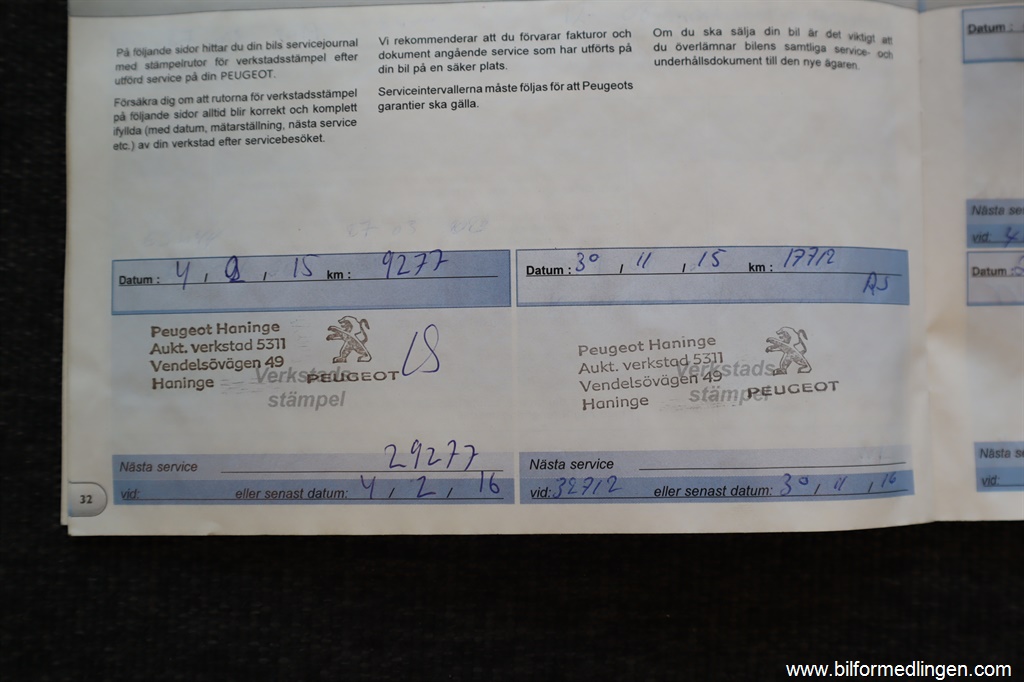 På följande sidor hittar du din bils servicejournal
med stämpelrutor för verkstadsstämpel efter
utförd service på din PEUGEOT.
Försäkra dig om att rutorna för verkstadsstämpel
på följande sidor alltid blir korrekt och komplett
ifyllda (med datum, mätarställning, nästa service
etc.) av din verkstad efter servicebesöket.
Vi rekommenderar att du förvarar fakturor och
dokument angående service som har utförts på
din bil på en säker plats.
Serviceintervallerna måste följas för att Peugeots
garantier ska gälla.
Om du ska sälja din bil är det viktigt att
du överlämnar bilens samtliga service- och
underhållsdokument till den nye ägaren.
Datum : 4 , 2 , 15 km : 9277
Peugeot Haninge
Aukt. verkstad 5311
Vendelsövägen 49
Haninge
PEUGEOT
Verkstads
stämpel
Nästa service 29277
vid: eller senast datum: 4 , 2 , 16
Datum : 30 , 11 , 15 km : 17712
Peugeot Haninge
Aukt. verkstad 5311
Vendelsövägen 49
Haninge
PEUGEOT
Verkstads
stämpel
Nästa service
vid: 32712 eller senast datum: 30 , 11 , 16
32
Datum :
Nästa
vid:
Datum :
Nästa
vid:
www.bilformedlingen.com